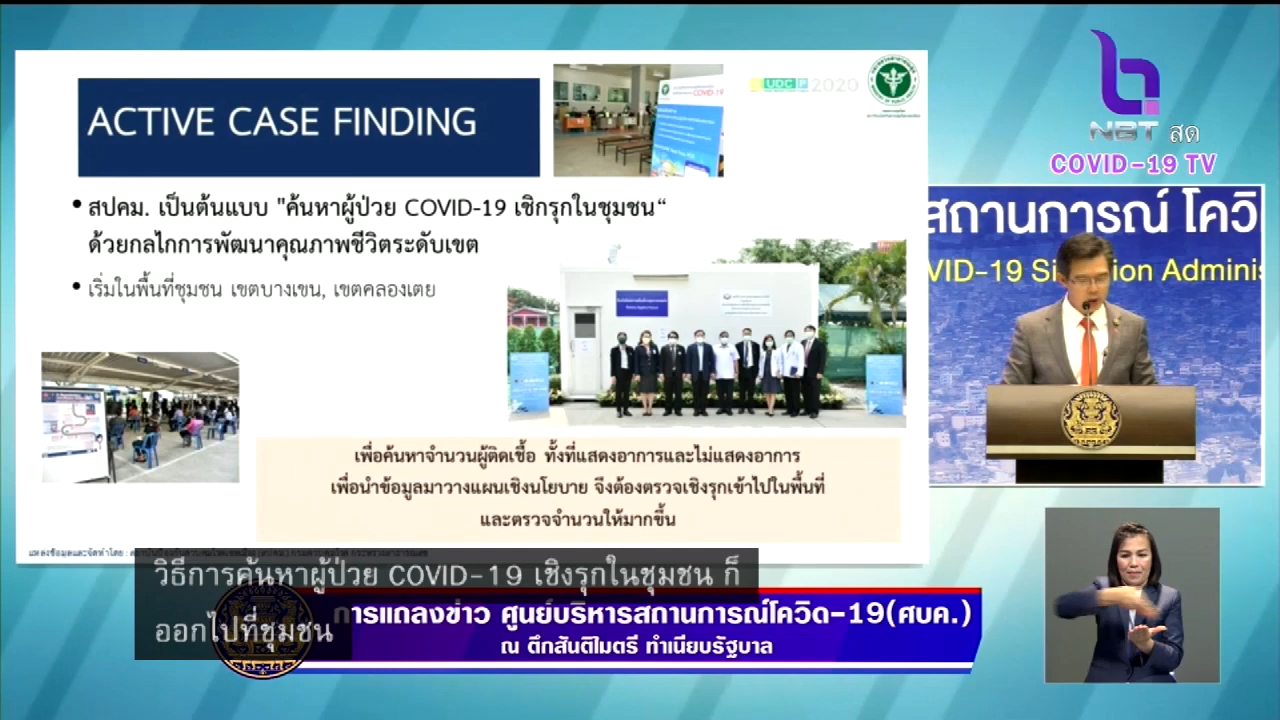 ACTIVE CASE FINDING
UDC P 2020
NBT สด
COVID-19 TV
• สปคม. เป็นต้นแบบ "ค้นหาผู้ป่วย COVID-19 เชิกรุกในชุมชน“
ด้วยกลไกการพัฒนาคุณภาพชีวิตระดับเขต
• เริ่มในพื้นที่ชุมชน เขตบางเขน, เขตคลองเตย
เพื่อค้นหาจำนวนผู้ติดเชื้อ ทั้งที่แสดงอาการและไม่แสดงอาการ
เพื่อนำข้อมูลมาวางแผนเชิงนโยบาย จึงต้องตรวจเชิงรุกเข้าไปในพื้นที่
และตรวจจำนวนให้มากขึ้น
สถานการณ์ โควิ
VID-19 Si ion Adminis
วิธีการค้นหาผู้ป่วย COVID-19 เชิงรุกในชุมชน ก็
ออกไปที่ชุมชน
การแถลงข่าว ศูนย์บริหารสถานการณ์โควิด-19(ศบค.)
ณ ตึกสันติไมตรี ทำเนียบรัฐบาล